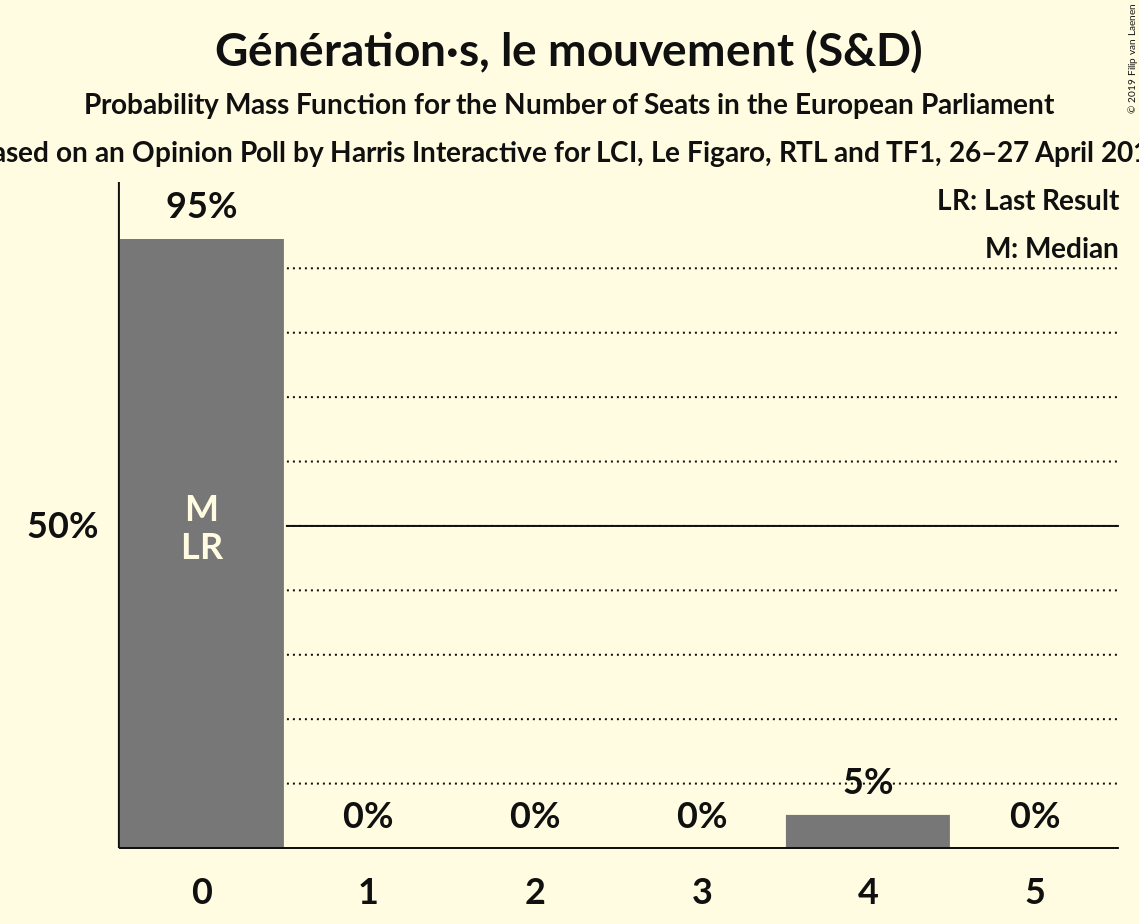 Génération·s, le mouvement (S&D)
Probability Mass Function for the Number of Seats in the European Parliament
ased on an Opinion Poll by Harris Interactive for LCI, Le Figaro, RTL and TF1, 26–27 April 201
© 2019 Filip van Laenen
LR: Last Result
M: Median
95%
M
LR
50%
5%
0% 0% 0% 0%
0 1 2 3 4 5